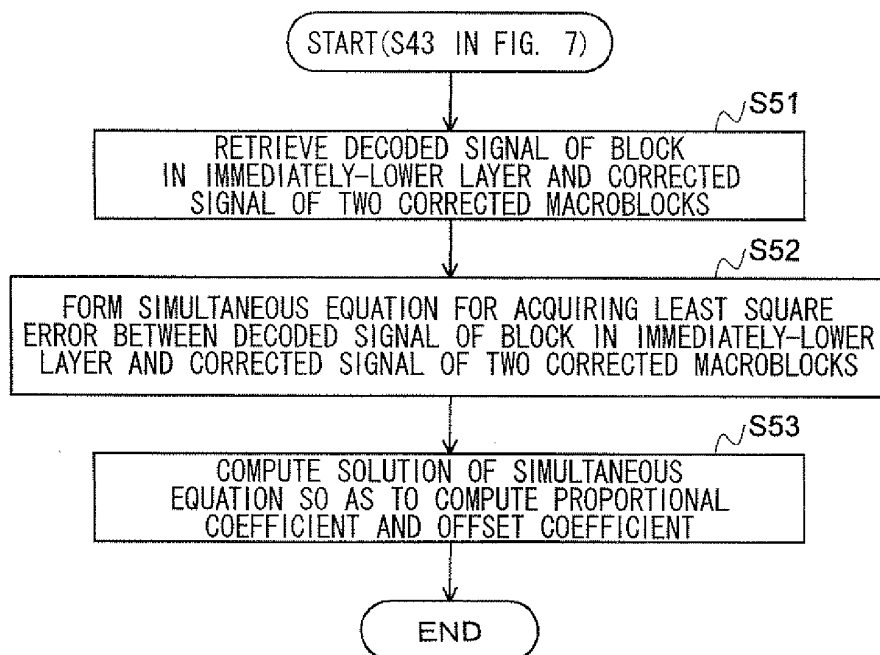 START(S43 IN FIG. 7)
S51
RETRIEVE DECODED SIGNAL OF BLOCK
IN IMMEDIATELY-LOWER LAYER AND CORRECTED
SIGNAL OF TWO CORRECTED MACROBLOCKS
S52
FORM SIMULTANEOUS EQUATION FOR ACQUIRING LEAST SQUARE
ERROR BETWEEN DECODED SIGNAL OF BLOCK IN IMMEDIATELY-LOWER
LAYER AND CORRECTED SIGNAL OF TWO CORRECTED MACROBLOCKS
S53
COMPUTE SOLUTION OF SIMULTANEOUS
EQUATION SO AS TO COMPUTE PROPORTIONAL
COEFFICIENT AND OFFSET COEFFICIENT
END